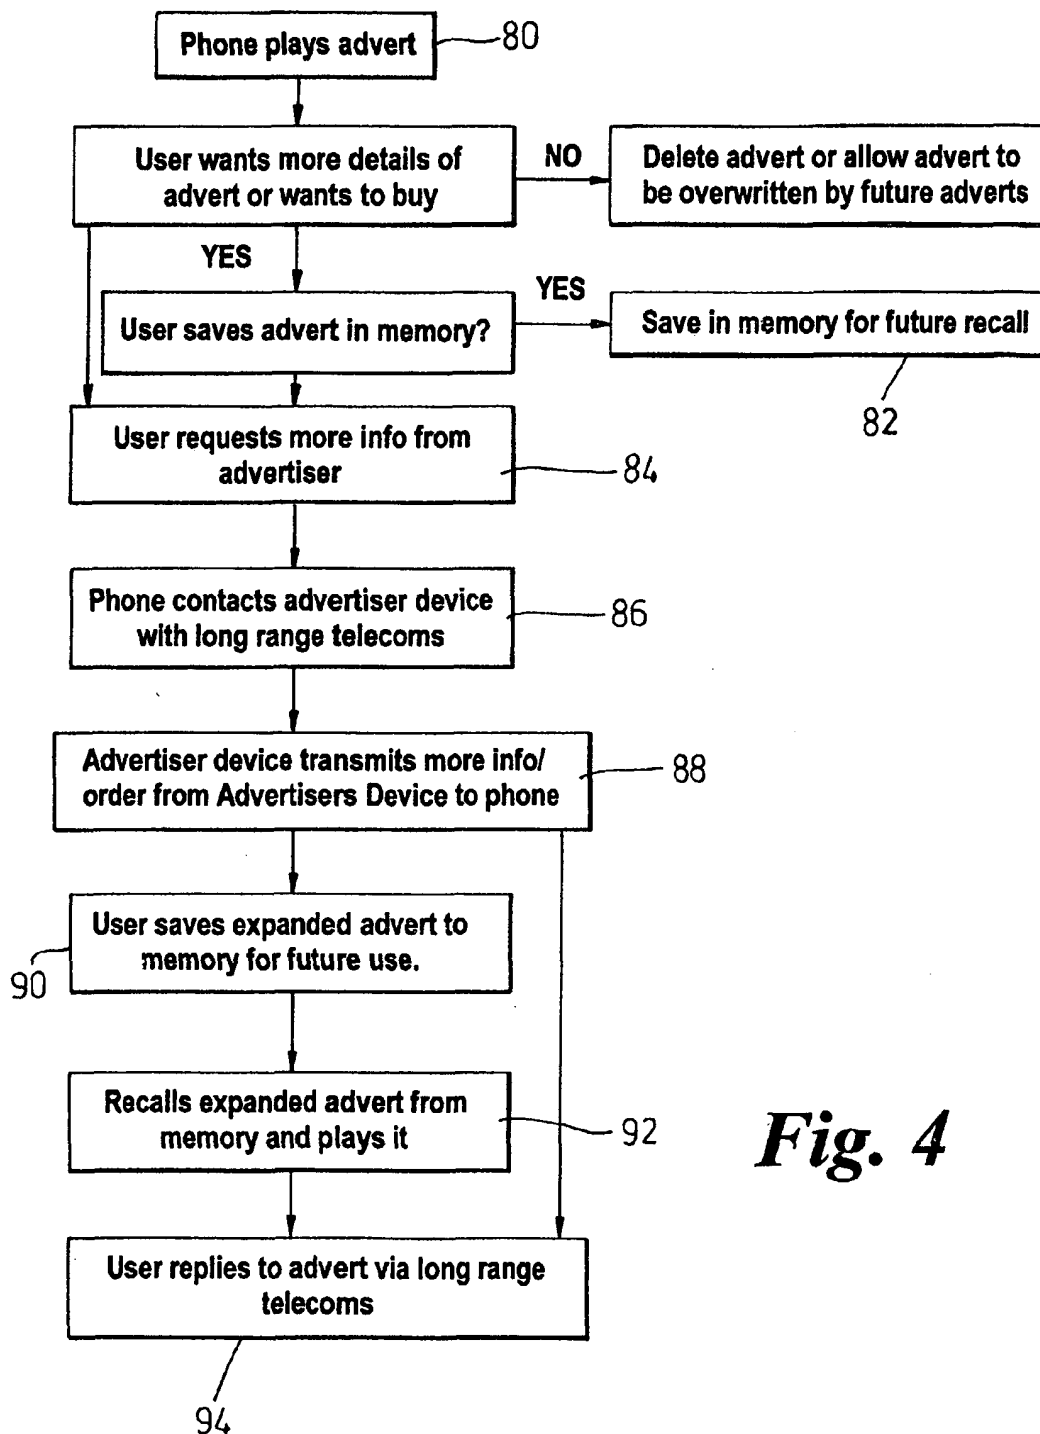 Phone plays advert
80
User wants more details of
advert or wants to buy
NO
Delete advert or allow advert to
be overwritten by future adverts
YES
User saves advert in memory?
YES
Save in memory for future recall
82
User requests more info from
advertiser
84
Phone contacts advertiser device
with long range telecoms
86
Advertiser device transmits more info/
order from Advertisers Device to phone
88
User saves expanded advert to
memory for future use.
90
Recalls expanded advert from
memory and plays it
92
Fig. 4
User replies to advert via long range
telecoms
94